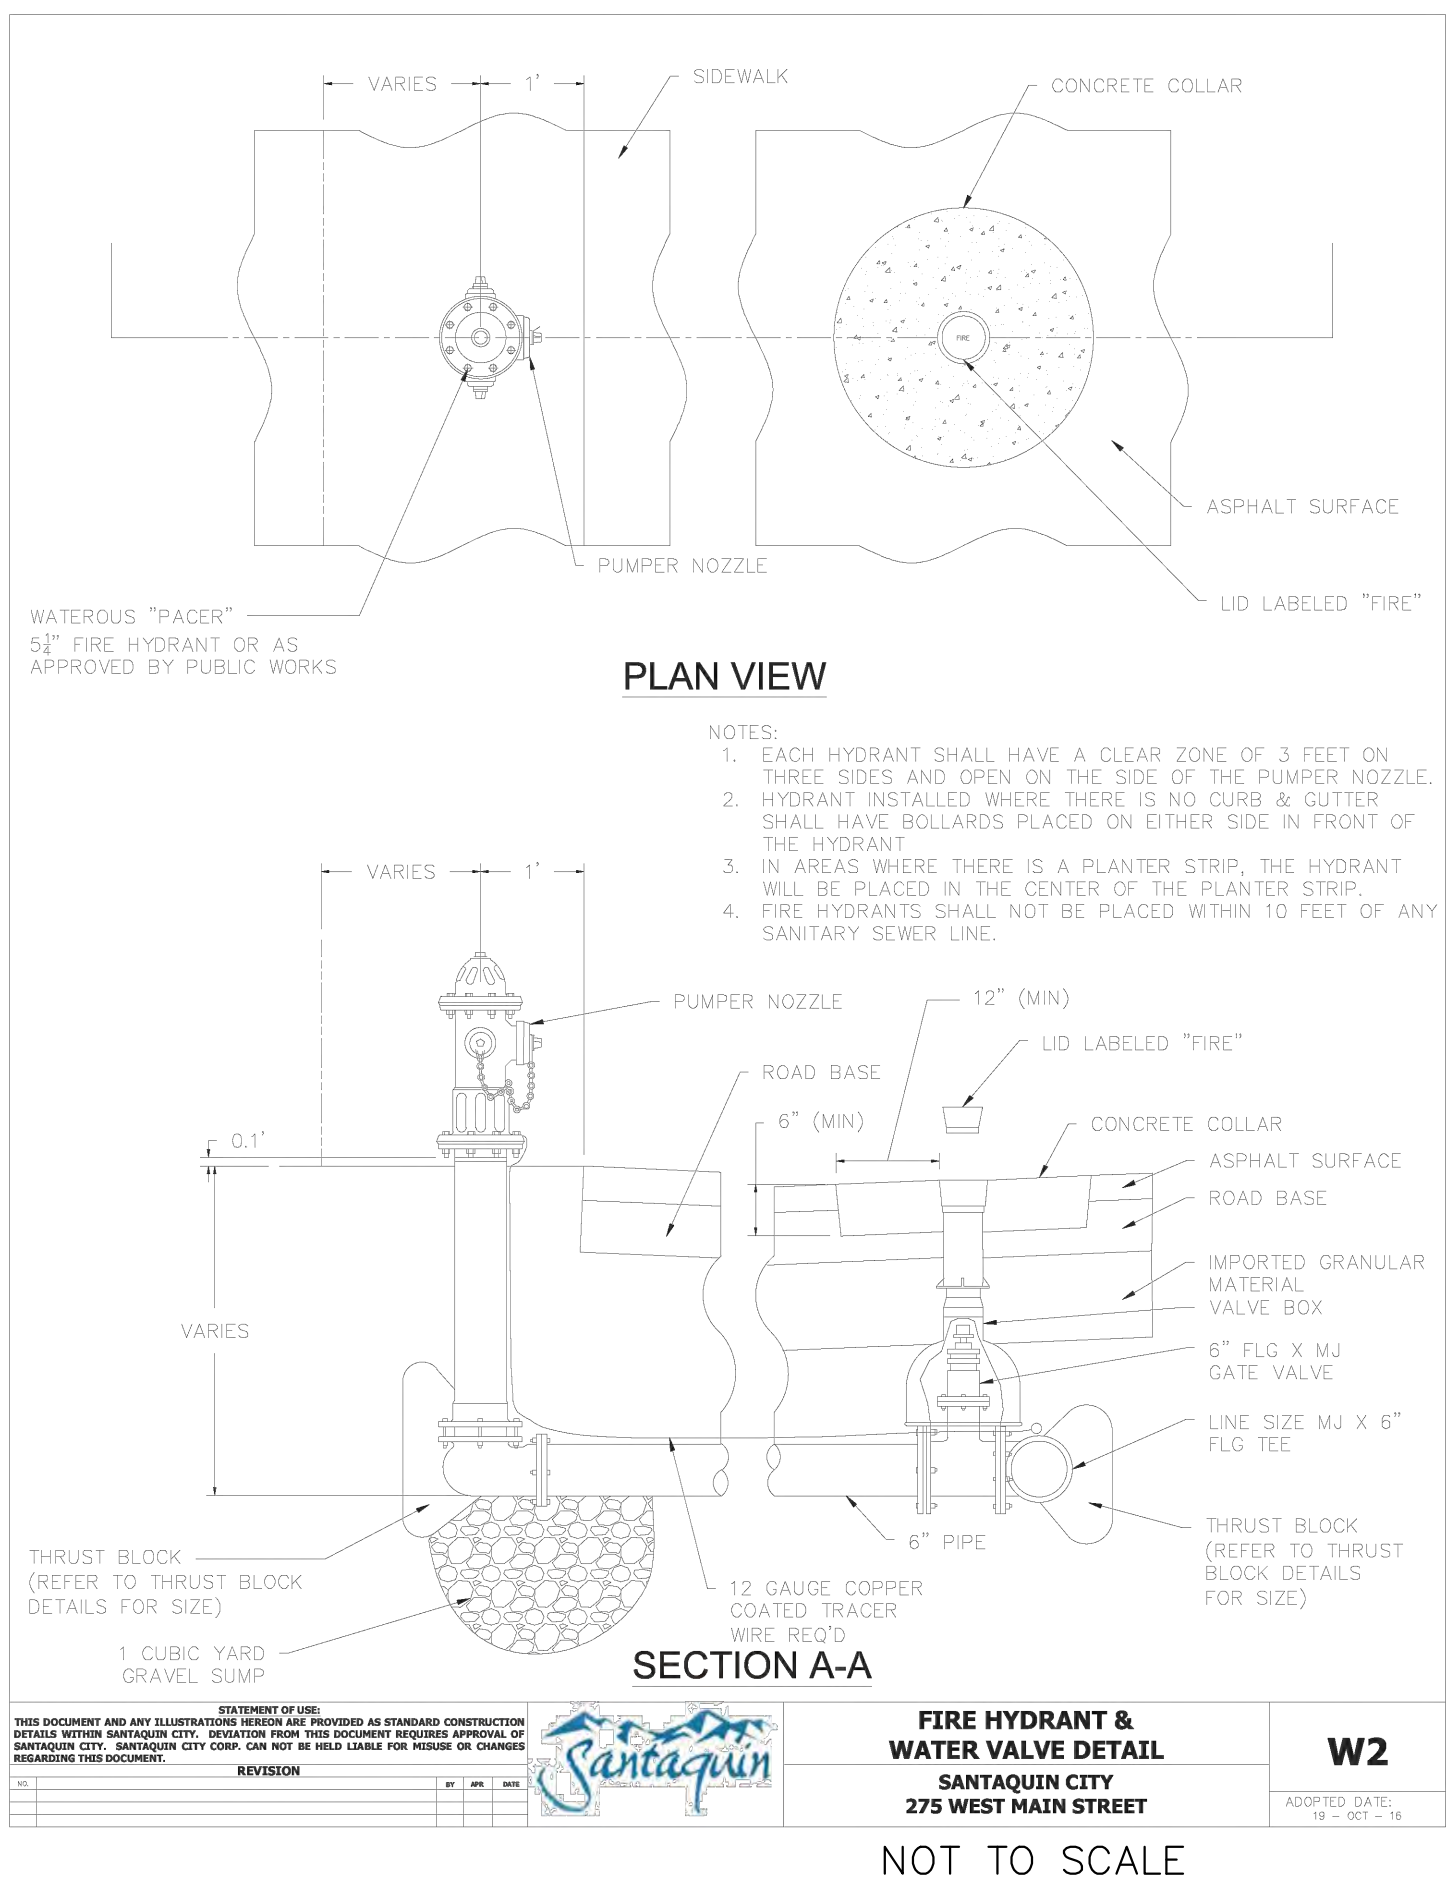 VARIES
1'
SIDEWALK
CONCRETE COLLAR
FIRE
ASPHALT SURFACE
PUMPER NOZZLE
LID LABELED "FIRE"
WATEROUS "PACER"
5 1/4" FIRE HYDRANT OR AS
APPROVED BY PUBLIC WORKS
PLAN VIEW
NOTES:
1. EACH HYDRANT SHALL HAVE A CLEAR ZONE OF 3 FEET ON
THREE SIDES AND OPEN ON THE SIDE OF THE PUMPER NOZZLE.
2. HYDRANT INSTALLED WHERE THERE IS NO CURB & GUTTER
SHALL HAVE BOLLARDS PLACED ON EITHER SIDE IN FRONT OF
THE HYDRANT
3. IN AREAS WHERE THERE IS A PLANTER STRIP, THE HYDRANT
WILL BE PLACED IN THE CENTER OF THE PLANTER STRIP.
4. FIRE HYDRANTS SHALL NOT BE PLACED WITHIN 10 FEET OF ANY
SANITARY SEWER LINE.
VARIES
1'
PUMPER NOZZLE
12" (MIN)
LID LABELED "FIRE"
ROAD BASE
6" (MIN)
CONCRETE COLLAR
0.1'
ASPHALT SURFACE
ROAD BASE
IMPORTED GRANULAR
MATERIAL
VALVE BOX
VARIES
6" FLG X MJ
GATE VALVE
LINE SIZE MJ X 6"
FLG TEE
6" PIPE
THRUST BLOCK
(REFER TO THRUST
BLOCK DETAILS
FOR SIZE)
THRUST BLOCK
(REFER TO THRUST BLOCK
DETAILS FOR SIZE)
12 GAUGE COPPER
COATED TRACER
WIRE REQ'D
1 CUBIC YARD
GRAVEL SUMP
SECTION A-A
STATEMENT OF USE:
THIS DOCUMENT AND ANY ILLUSTRATIONS HEREON ARE PROVIDED AS STANDARD CONSTRUCTION
DETAILS WITHIN SANTAQUIN CITY. DEVIATION FROM THIS DOCUMENT REQUIRES APPROVAL OF
SANTAQUIN CITY. SANTAQUIN CITY CORP. CAN NOT BE HELD LIABLE FOR MISUSE OR CHANGES
REGARDING THIS DOCUMENT.
REVISION
NO. BY APR DATE
Santaquin
FIRE HYDRANT &
WATER VALVE DETAIL
SANTAQUIN CITY
275 WEST MAIN STREET
W2
ADOPTED DATE:
19 - OCT - 16
NOT TO SCALE